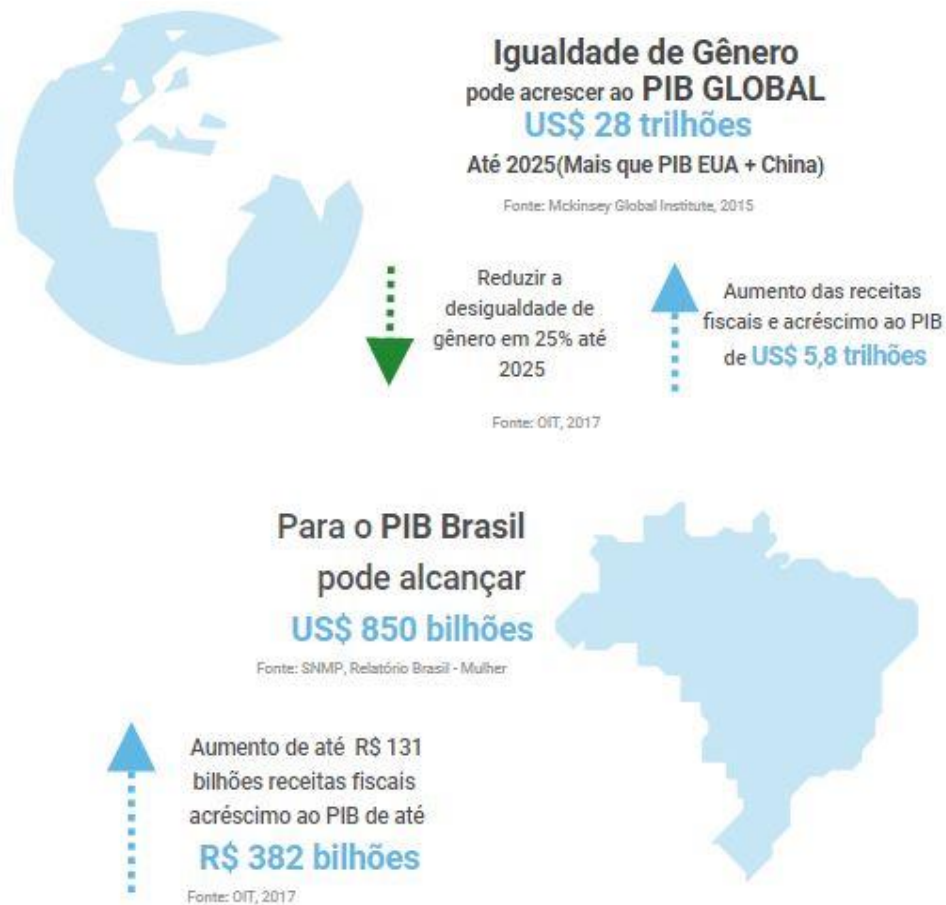 Igualdade de Gênero
pode acrescer ao PIB GLOBAL
US$ 28 trilhões
Até 2025(Mais que PIB EUA + China)
Fonte: Mckinsey Global Institute, 2015
Reduzir a
desigualdade de
gênero em 25% até
2025
Fonte: OIT, 2017
Aumento das receitas
fiscais e acréscimo ao PIB
de US$ 5,8 trilhões
Para o PIB Brasil
pode alcançar
US$ 850 bilhões
Fonte: SNMP, Relatório Brasil - Mulher
Aumento de até R$ 131
bilhões receitas fiscais
acréscimo ao PIB de até
R$ 382 bilhões
Fonte: OIT, 2017